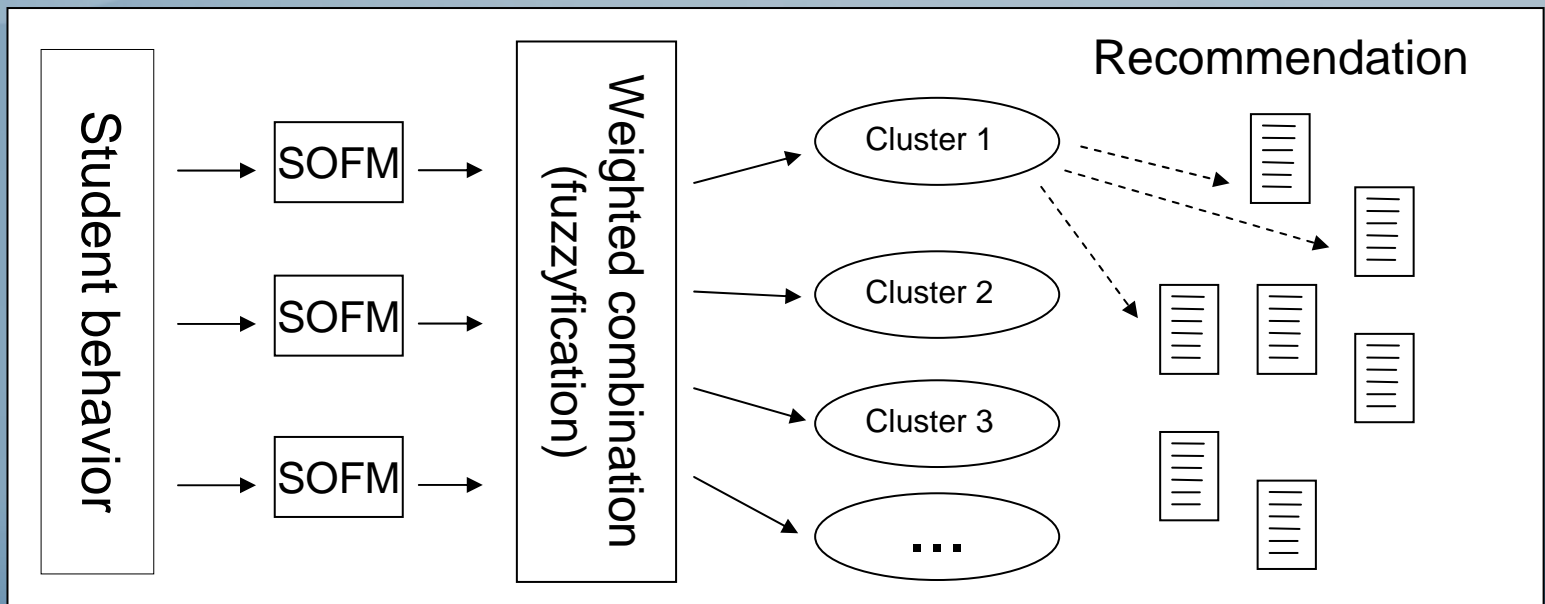 Recommendation
Student behavior
SOFM
SOFM
SOFM
Weighted combination
(fuzzyfication)
Cluster 1
Cluster 2
Cluster 3
...